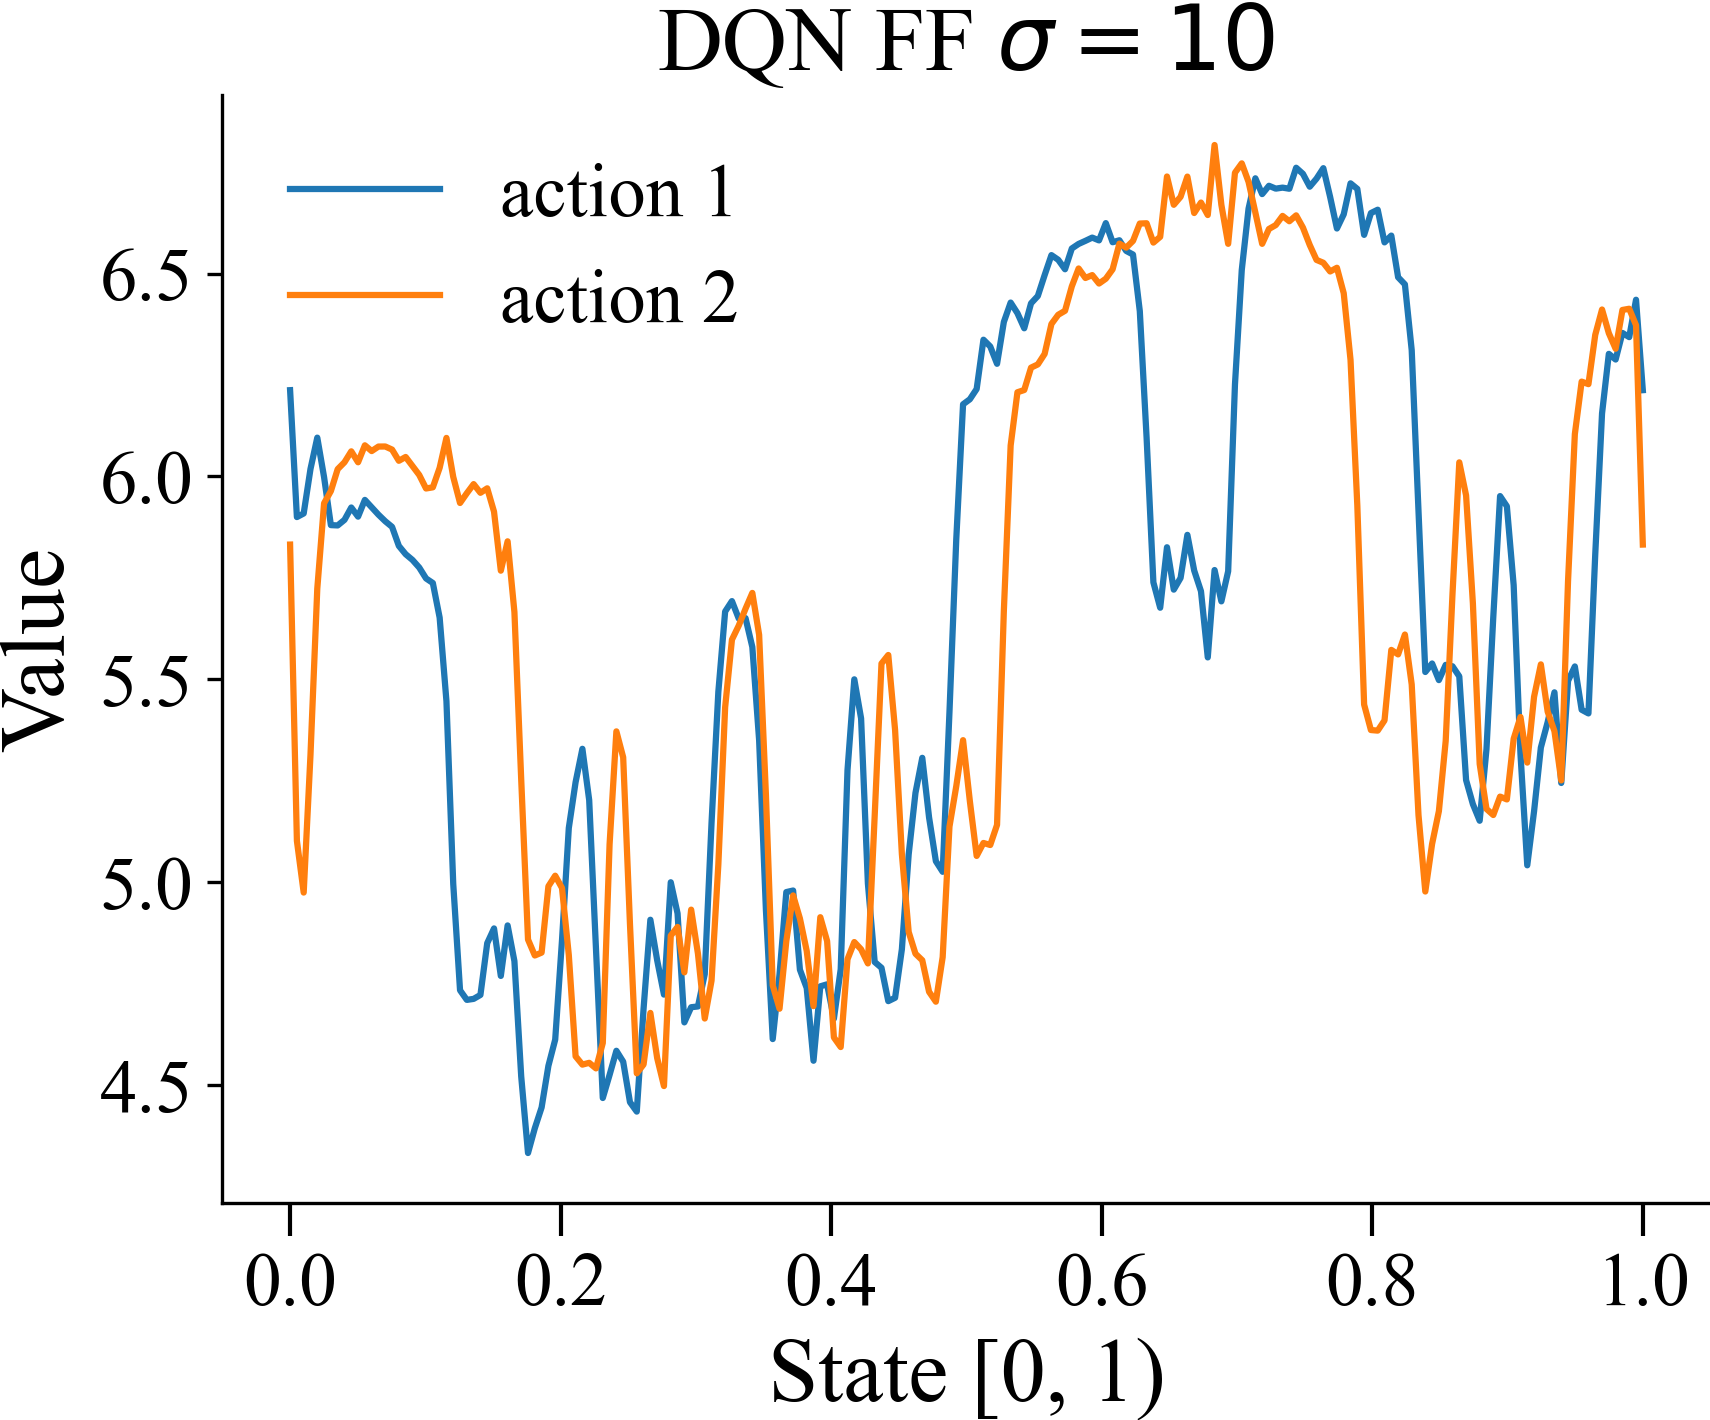 DQN FF σ = 10
action 1
action 2
Value
6.5
6.0
5.5
5.0
4.5
0.0 0.2 0.4 0.6 0.8 1.0
State [0, 1)